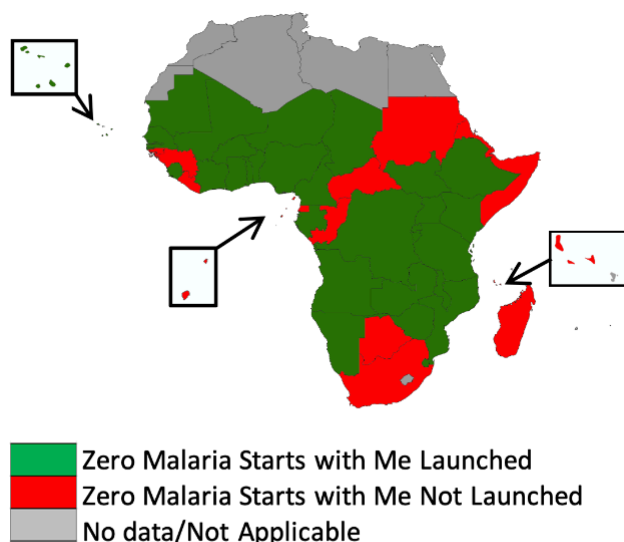 Zero Malaria Starts with Me Launched
Zero Malaria Starts with Me Not Launched
No data/Not Applicable